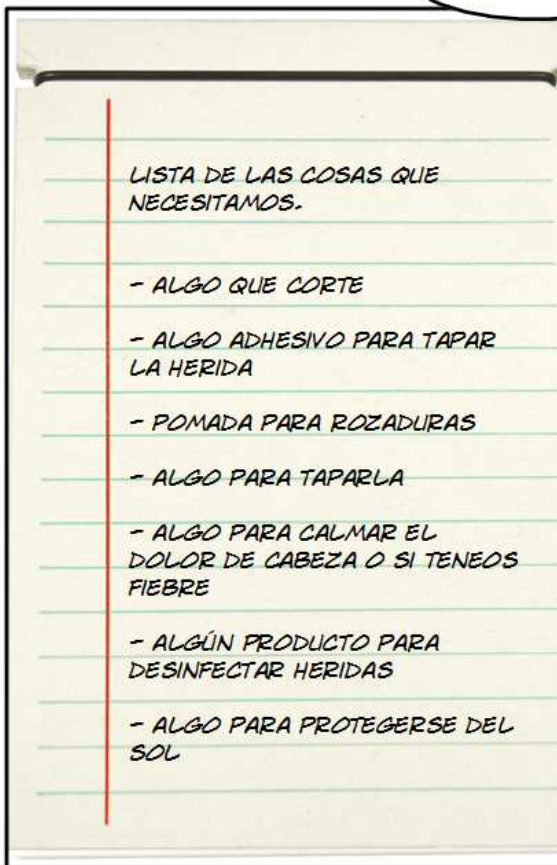 LISTA DE LAS COSAS QUE
NECESITAMOS.
- ALGO QUE CORTE
- ALGO ADHESIVO PARA TAPAR
LA HERIDA
- POMADA PARA ROZADURAS
- ALGO PARA TAPARLA
- ALGO PARA CALMAR EL
DOLOR DE CABEZA O SI TENEOS
FIEBRE
- ALGÚN PRODUCTO PARA
DESINFECTAR HERIDAS
- ALGO PARA PROTEGERSE DEL
SOL